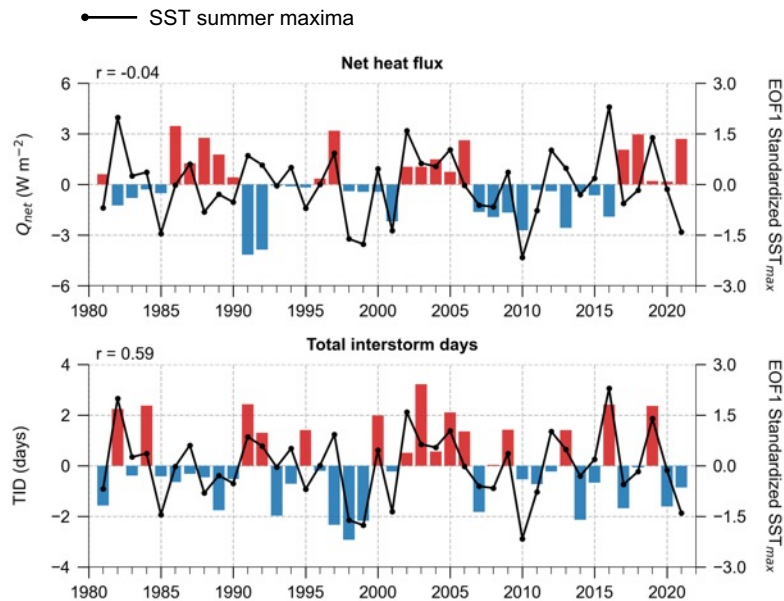 SST summer maxima
Net heat flux
r = -0.04
6
3
0
−3
−6
Qnet (W m−2)
3.0
1.5
0.0
−1.5
−3.0
EOF1 Standardized SSTmax
1980 1985 1990 1995 2000 2005 2010 2015 2020
Total interstorm days
r = 0.59
4
2
0
−2
−4
TID (days)
3.0
1.5
0.0
−1.5
−3.0
EOF1 Standardized SSTmax
1980 1985 1990 1995 2000 2005 2010 2015 2020